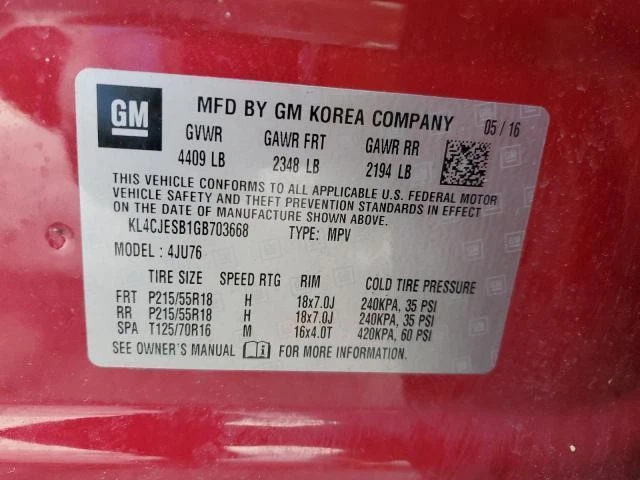 GM
MFD BY GM KOREA COMPANY 05 / 16
GVWR GAWR FRT GAWR RR
4409 LB 2348 LB 2194 LB
THIS VEHICLE CONFORMS TO ALL APPLICABLE U.S. FEDERAL MOTOR
VEHICLE SAFETY AND THEFT PREVENTION STANDARDS IN EFFECT
ON THE DATE OF MANUFACTURE SHOWN ABOVE.
KL4CJESB1GB703668 TYPE: MPV
MODEL : 4JU76
TIRE SIZE SPEED RTG RIM COLD TIRE PRESSURE
FRT P215/55R18 H 18x7.0J 240KPA, 35 PSI
RR P215/55R18 H 18x7.0J 240KPA, 35 PSI
SPA T125/70R16 M 16x4.0T 420KPA, 60 PSI
SEE OWNER'S MANUAL i FOR MORE INFORMATION.